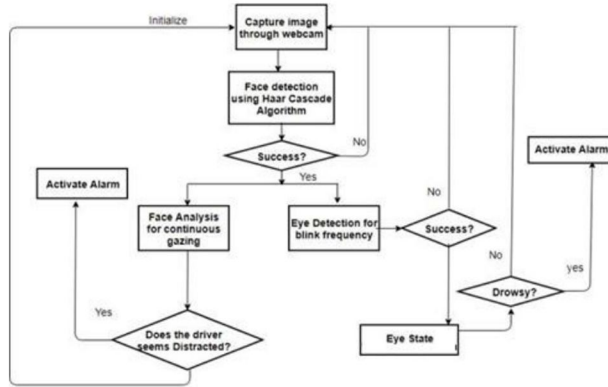 Initialize
Capture image
through webcam
Face detection
using Haar Cascade
Algorithm
No
Success?
Yes
Activate Alarm
Face Analysis
for continuous
gazing
Eye Detection for
blink frequency
No
Success?
Activate Alarm
No
yes
Drowsy?
Yes
Does the driver
seems Distracted?
Eye State